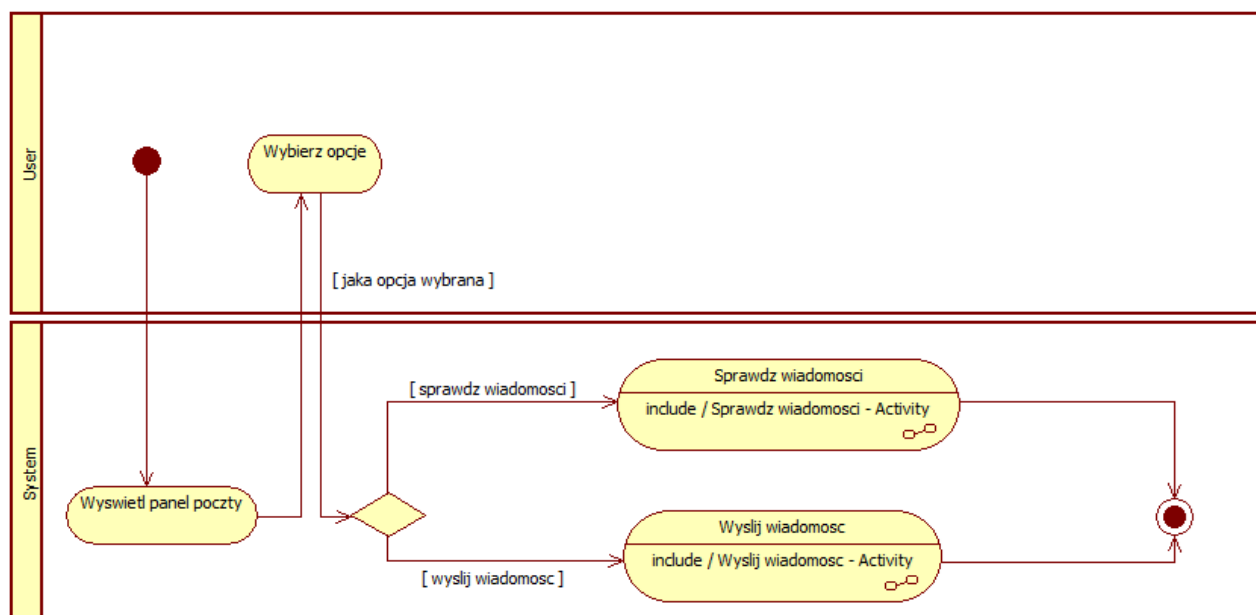 User
Wybierz opcje
[ jaka opcja wybrana ]
System
Wyswietl panel poczty
[ sprawdz wiadomosci ]
Sprawdz wiadomosci
include / Sprawdz wiadomosci - Activity
[ wyslij wiadomosc ]
Wyslij wiadomosc
include / Wyslij wiadomosc - Activity